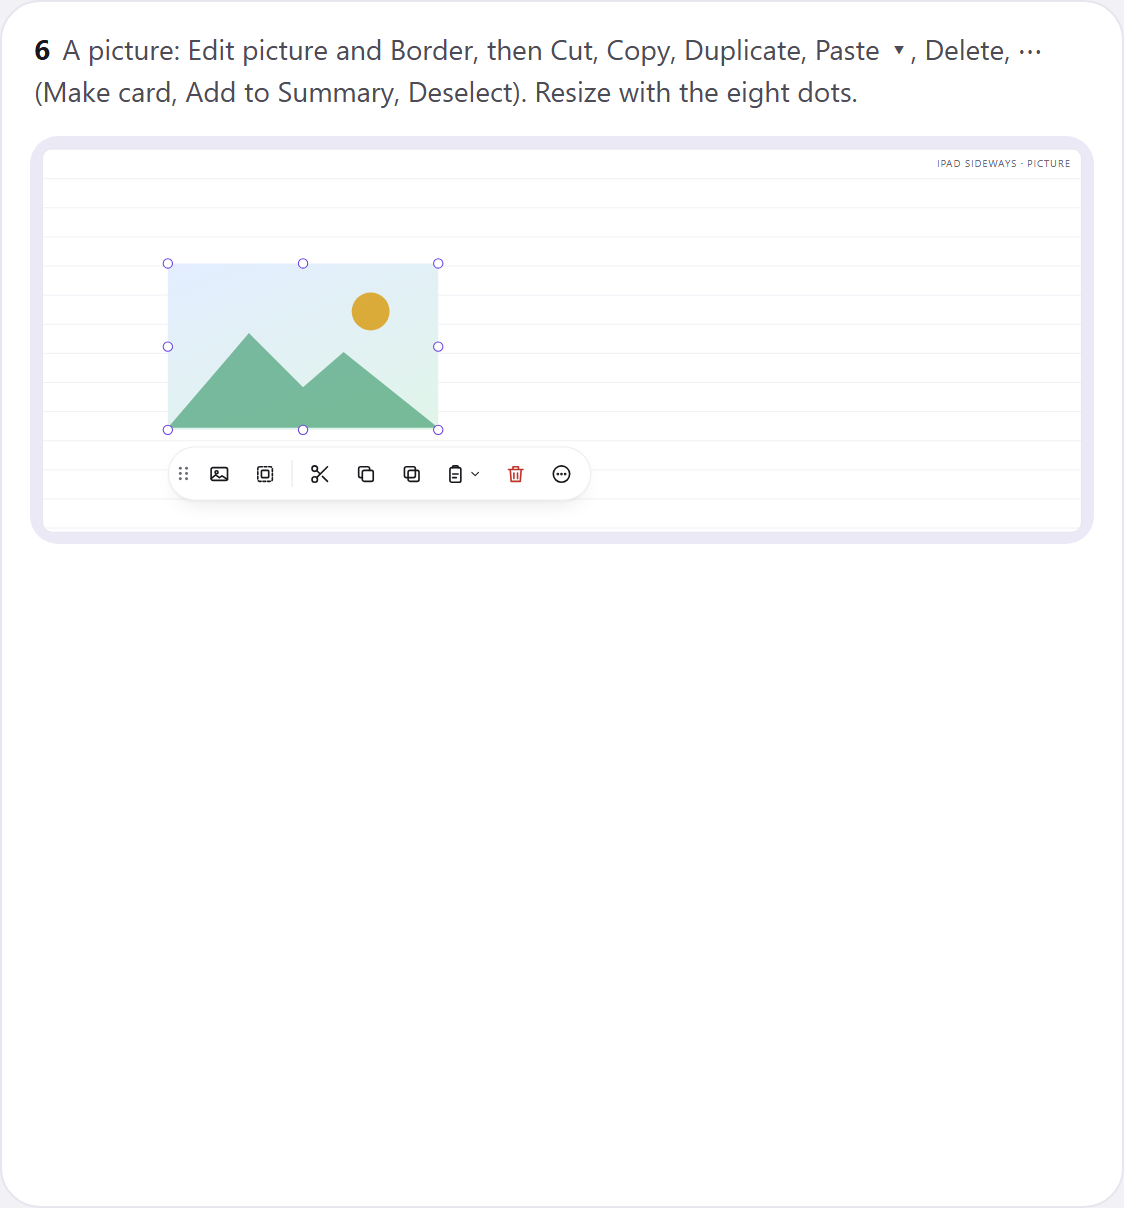 6 A picture: Edit picture and Border, then Cut, Copy, Duplicate, Paste ▾, Delete, ⋯
(Make card, Add to Summary, Deselect). Resize with the eight dots.
IPAD SIDEWAYS · PICTURE